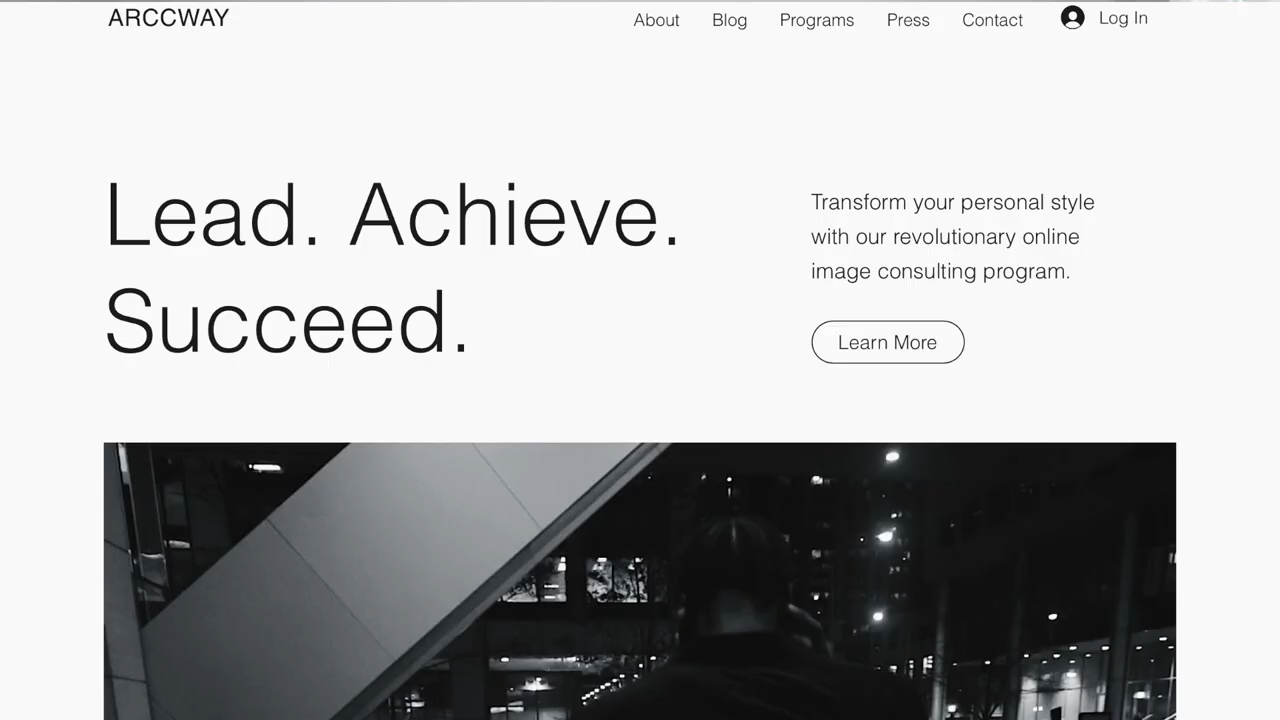 ARCCWAY
About Blog Programs Press Contact Log In
Lead. Achieve.
Succeed.
Transform your personal style
with our revolutionary online
image consulting program.
Learn More